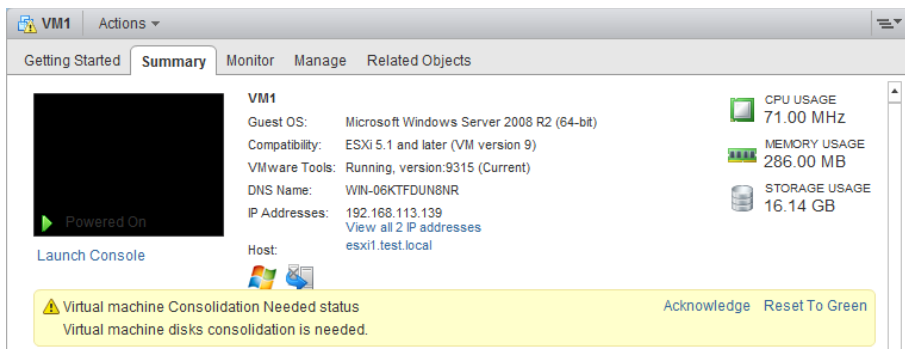 VM1 Actions
Getting Started Summary Monitor Manage Related Objects
Powered On
Launch Console
VM1
Guest OS: Microsoft Windows Server 2008 R2 (64-bit)
Compatibility: ESXi 5.1 and later (VM version 9)
VMware Tools: Running, version:9315 (Current)
DNS Name: WIN-06KTFDUN8NR
IP Addresses: 192.168.113.139
View all 2 IP addresses
Host: esxi1.test.local
CPU USAGE
71.00 MHz
MEMORY USAGE
286.00 MB
STORAGE USAGE
16.14 GB
Virtual machine Consolidation Needed status Acknowledge Reset To Green
Virtual machine disks consolidation is needed.